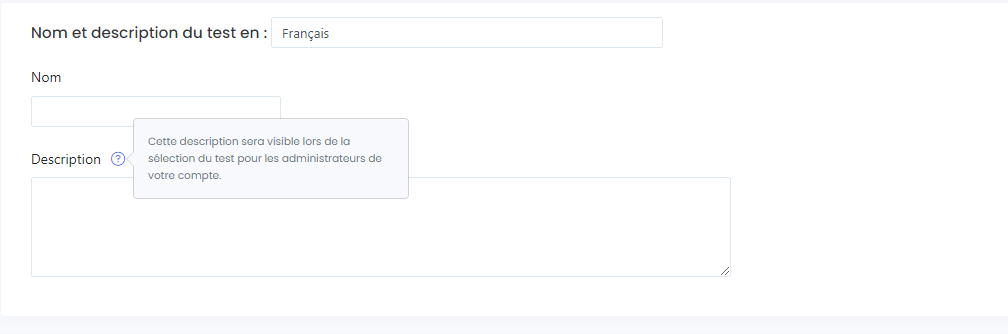 Nom et description du test en : Français
Nom
Description ?
Cette description sera visible lors de la
sélection du test pour les administrateurs de
votre compte.